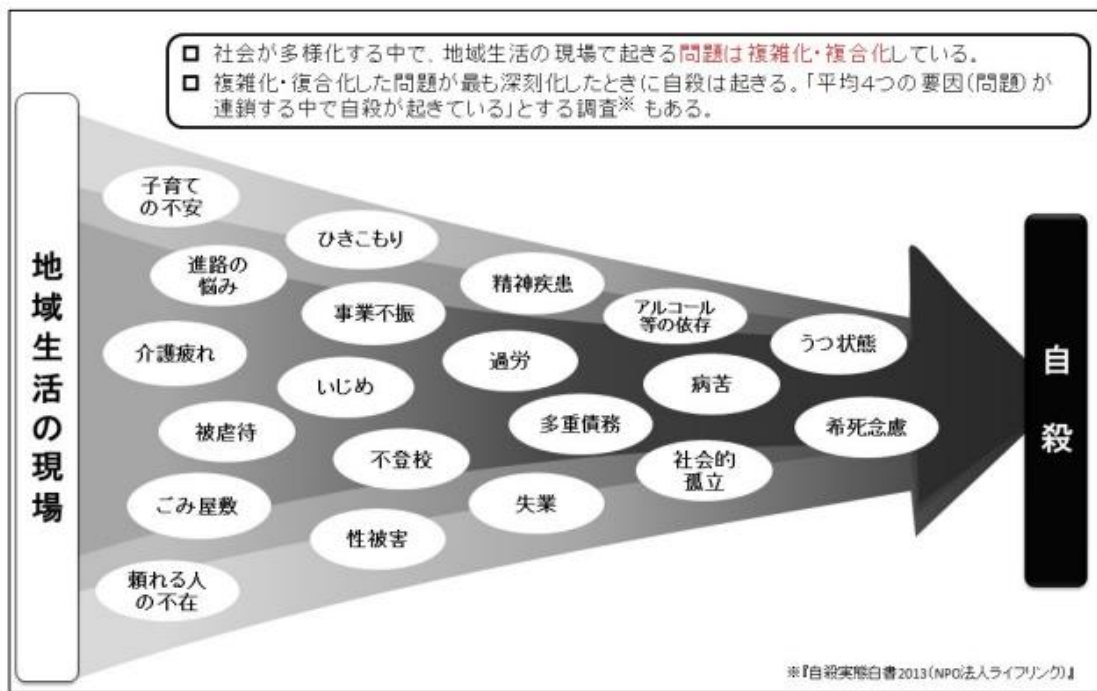 □ 社会が多様化する中で、地域生活の現場で起きる問題は複雑化・複合化している。
□ 複雑化・復合化した問題が最も深刻化したときに自殺は起きる。「平均4つの要因(問題)が
連鎖する中で自殺が起きている」とする調査※ もある。
地域生活の現場
子育て
の不安
進路の
悩み
介護疲れ
被虐待
ごみ屋敷
頼れる人
の不在
ひきこもり
事業不振
いじめ
不登校
性被害
精神疾患
過労
多重債務
失業
アルコール
等の依存
病苦
社会的
孤立
うつ状態
希死念慮
自殺
※『自殺実態白書2013(NPO法人ライフリンク)』